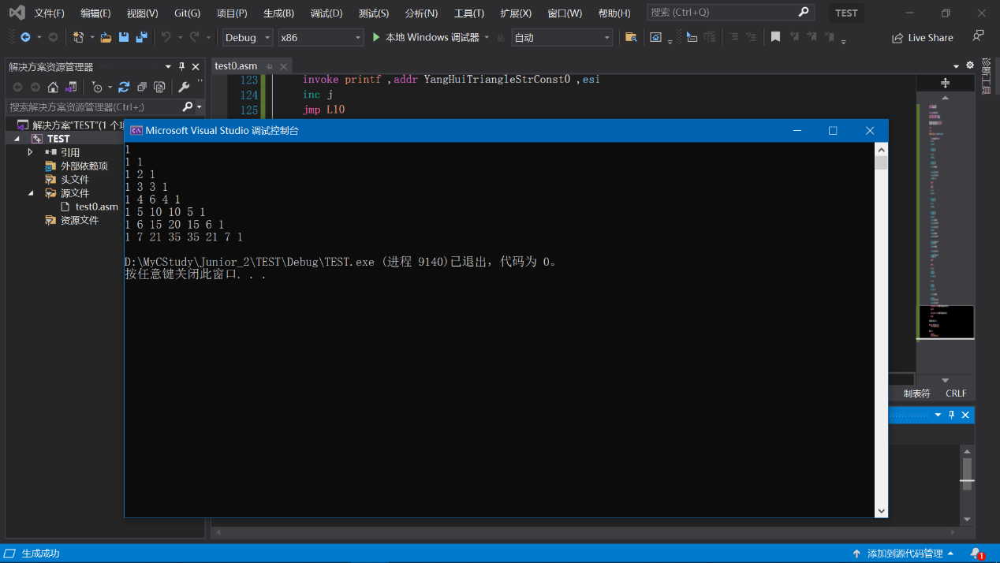 文件(F) 编辑(E) 视图(V) Git(G) 项目(P) 生成(B) 调试(D) 测试(S) 分析(N) 工具(T) 扩展(X) 窗口(W) 帮助(H) 搜索 (Ctrl+Q) TEST
Debug x86 本地 Windows 调试器 自动 Live Share
解决方案资源管理器
搜索解决方案资源管理器(Ctrl+;)
解决方案"TEST"(1 个项
TEST
引用
外部依赖项
头文件
源文件
test0.asm
资源文件
test0.asm
诊断工具
123 invoke printf ,addr YangHuiTriangleStrConst0 ,esi
124 inc j
125 jmp L10
Microsoft Visual Studio 调试控制台
1
1 1
1 2 1
1 3 3 1
1 4 6 4 1
1 5 10 10 5 1
1 6 15 20 15 6 1
1 7 21 35 35 21 7 1
D:\MyCStudy\Junior_2\TEST\Debug\TEST.exe (进程 9140)已退出，代码为 0。
按任意键关闭此窗口. . .
制表符 CRLF
生成成功 添加到源代码管理 1